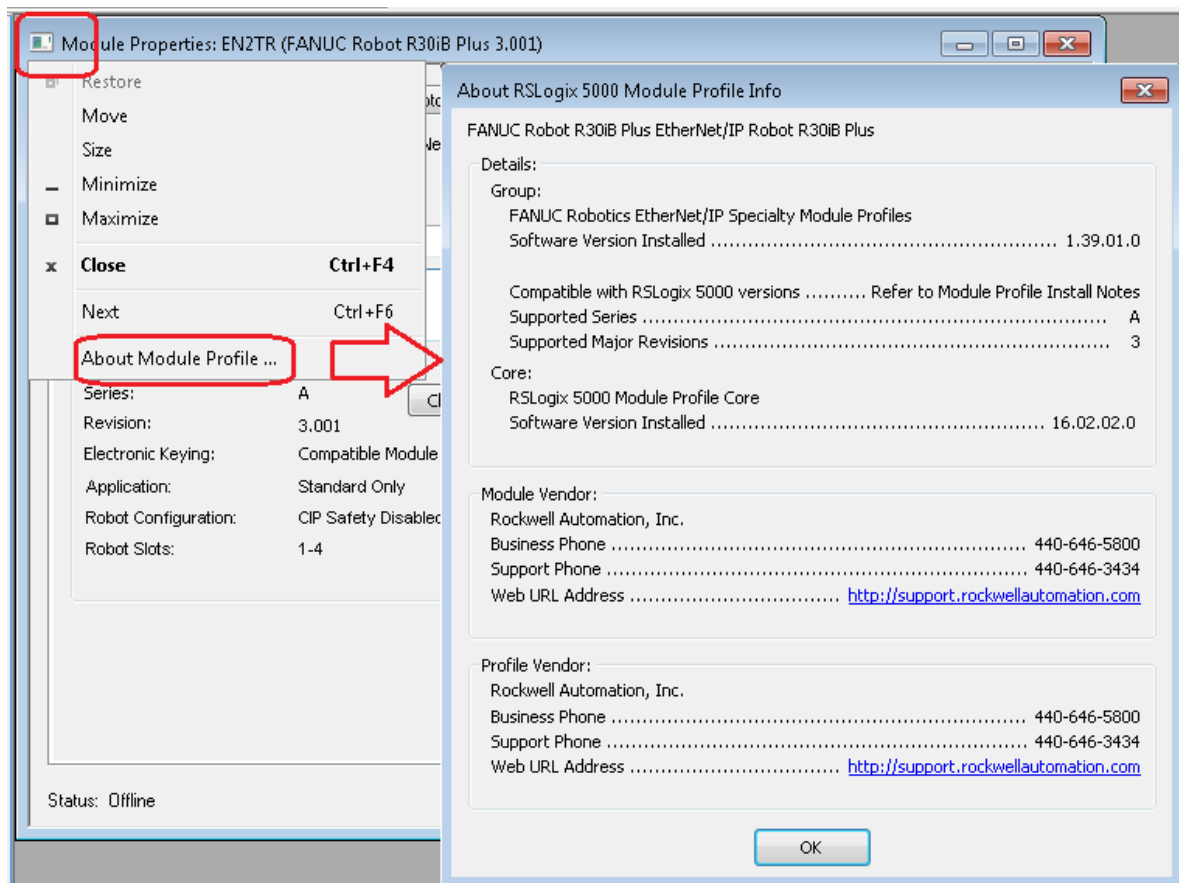 Module Properties: EN2TR (FANUC Robot R30iB Plus 3.001)
Restore
Move
Size
Minimize
Maximize
Close Ctrl+F4
Next Ctrl+F6
About Module Profile ...
Series: A
Revision: 3.001
Electronic Keying: Compatible Module
Application: Standard Only
Robot Configuration: CIP Safety Disabled
Robot Slots: 1-4
Status: Offline
About RSLogix 5000 Module Profile Info
FANUC Robot R30iB Plus EtherNet/IP Robot R30iB Plus
Details:
Group:
FANUC Robotics EtherNet/IP Specialty Module Profiles
Software Version Installed ........................................................ 1.39.01.0
Compatible with RSLogix 5000 versions .......... Refer to Module Profile Install Notes
Supported Series ........................................................................... A
Supported Major Revisions ................................................................ 3
Core:
RSLogix 5000 Module Profile Core
Software Version Installed ...................................................... 16.02.02.0
Module Vendor:
Rockwell Automation, Inc.
Business Phone .................................................................... 440-646-5800
Support Phone ..................................................................... 440-646-3434
Web URL Address .................................. http://support.rockwellautomation.com
Profile Vendor:
Rockwell Automation, Inc.
Business Phone .................................................................... 440-646-5800
Support Phone ..................................................................... 440-646-3434
Web URL Address .................................. http://support.rockwellautomation.com
OK